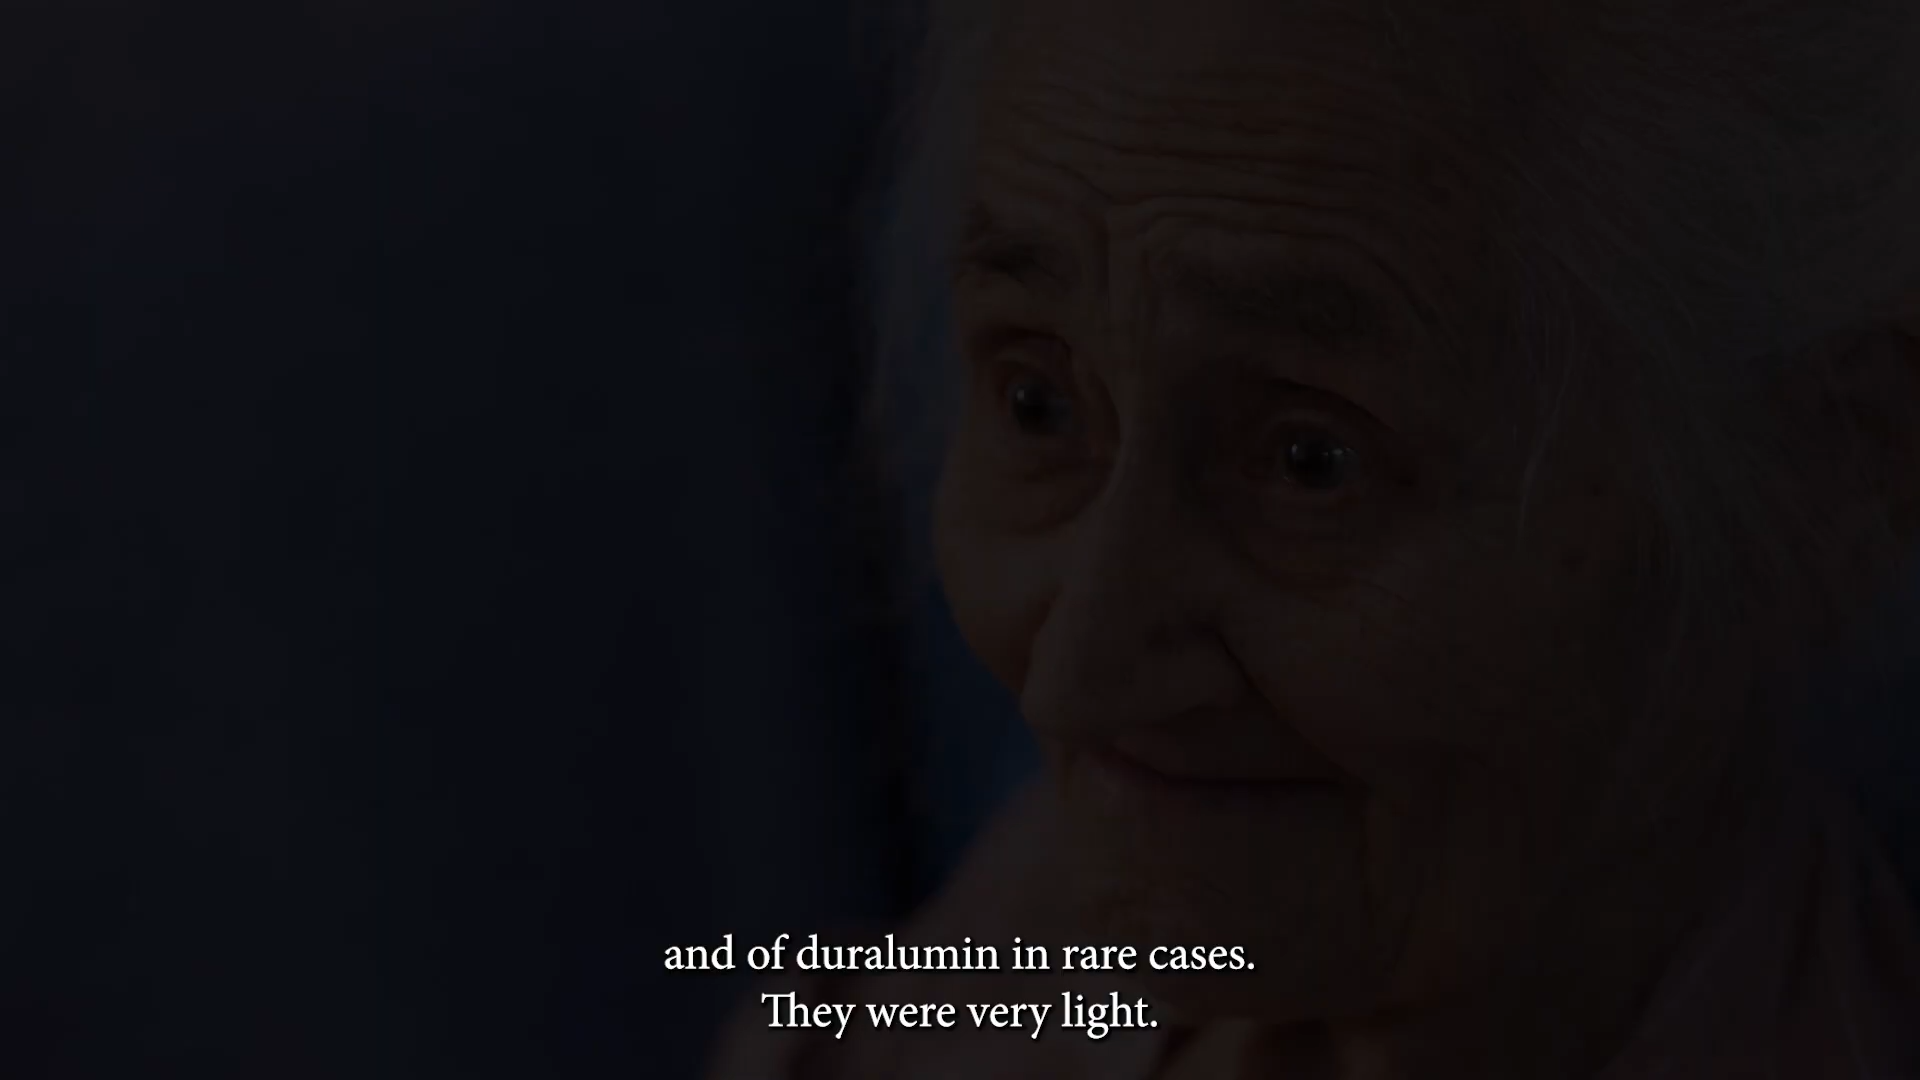 and of duralumin in rare cases.
They were very light.